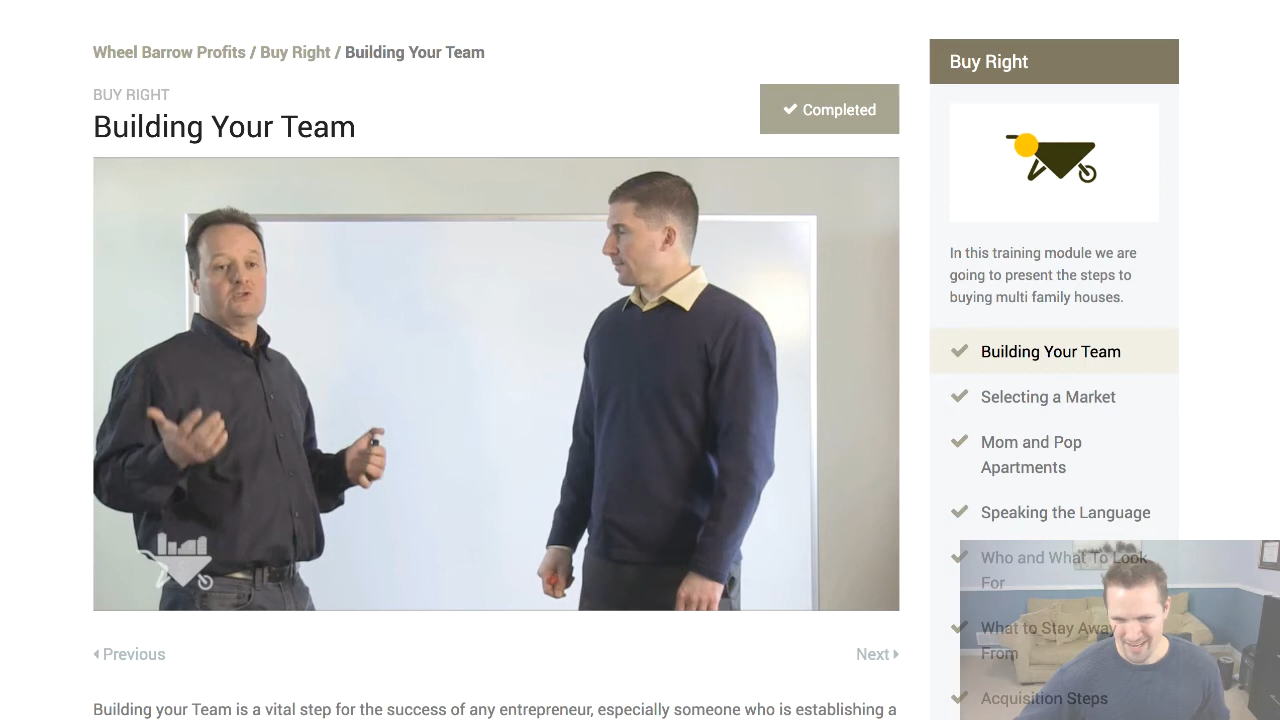 Wheel Barrow Profits / Buy Right / Building Your Team
BUY RIGHT
Building Your Team
Completed
Previous
Next
Building your Team is a vital step for the success of any entrepreneur, especially someone who is establishing a
Buy Right
In this training module we are
going to present the steps to
buying multi family houses.
Building Your Team
Selecting a Market
Mom and Pop
Apartments
Speaking the Language
Who and What To Look
For
What to Stay Away
From
Acquisition Steps